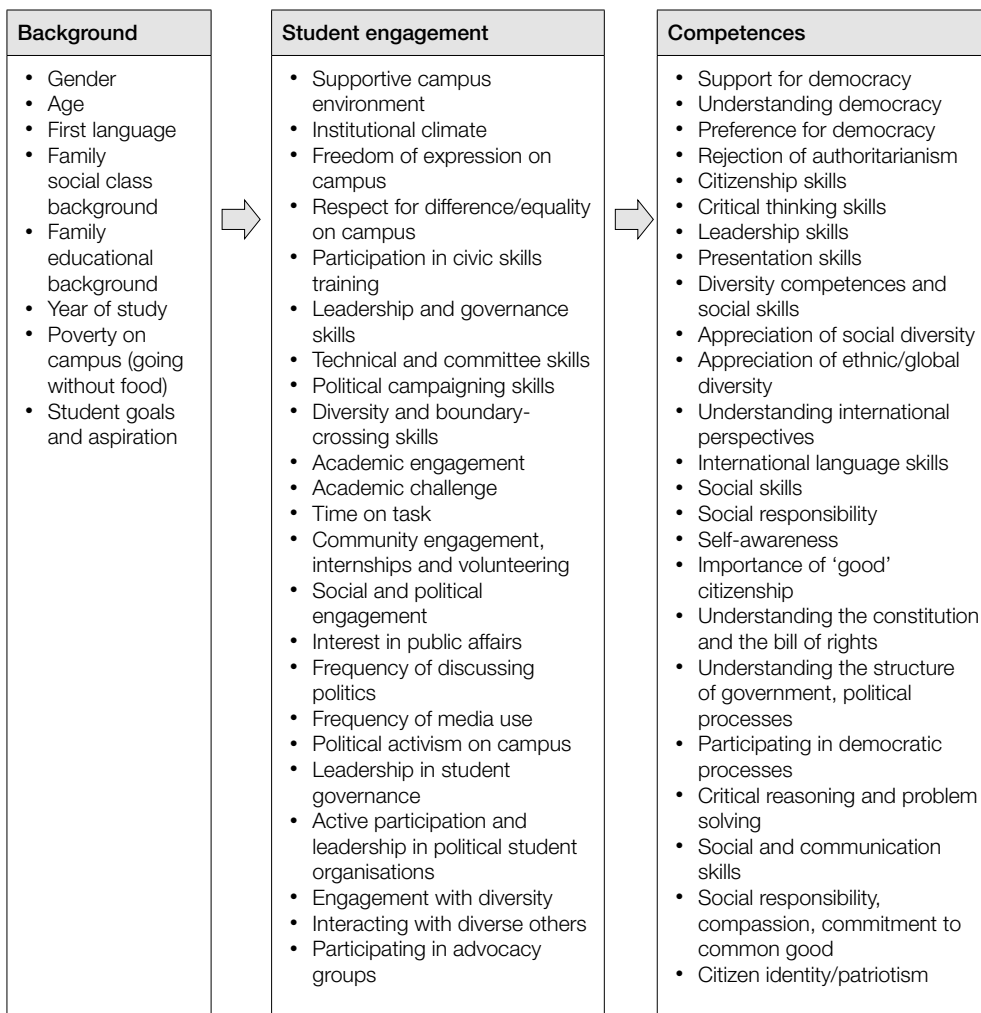 Background
• Gender
• Age
• First language
• Family
social class
background
• Family
educational
background
• Year of study
• Poverty on
campus (going
without food)
• Student goals
and aspiration
Student engagement
• Supportive campus
environment
• Institutional climate
• Freedom of expression on
campus
• Respect for difference/equality
on campus
• Participation in civic skills
training
• Leadership and governance
skills
• Technical and committee skills
• Political campaigning skills
• Diversity and boundary-
crossing skills
• Academic engagement
• Academic challenge
• Time on task
• Community engagement,
internships and volunteering
• Social and political
engagement
• Interest in public affairs
• Frequency of discussing
politics
• Frequency of media use
• Political activism on campus
• Leadership in student
governance
• Active participation and
leadership in political student
organisations
• Engagement with diversity
• Interacting with diverse others
• Participating in advocacy
groups
Competences
• Support for democracy
• Understanding democracy
• Preference for democracy
• Rejection of authoritarianism
• Citizenship skills
• Critical thinking skills
• Leadership skills
• Presentation skills
• Diversity competences and
social skills
• Appreciation of social diversity
• Appreciation of ethnic/global
diversity
• Understanding international
perspectives
• International language skills
• Social skills
• Social responsibility
• Self-awareness
• Importance of ‘good’
citizenship
• Understanding the constitution
and the bill of rights
• Understanding the structure
of government, political
processes
• Participating in democratic
processes
• Critical reasoning and problem
solving
• Social and communication
skills
• Social responsibility,
compassion, commitment to
common good
• Citizen identity/patriotism